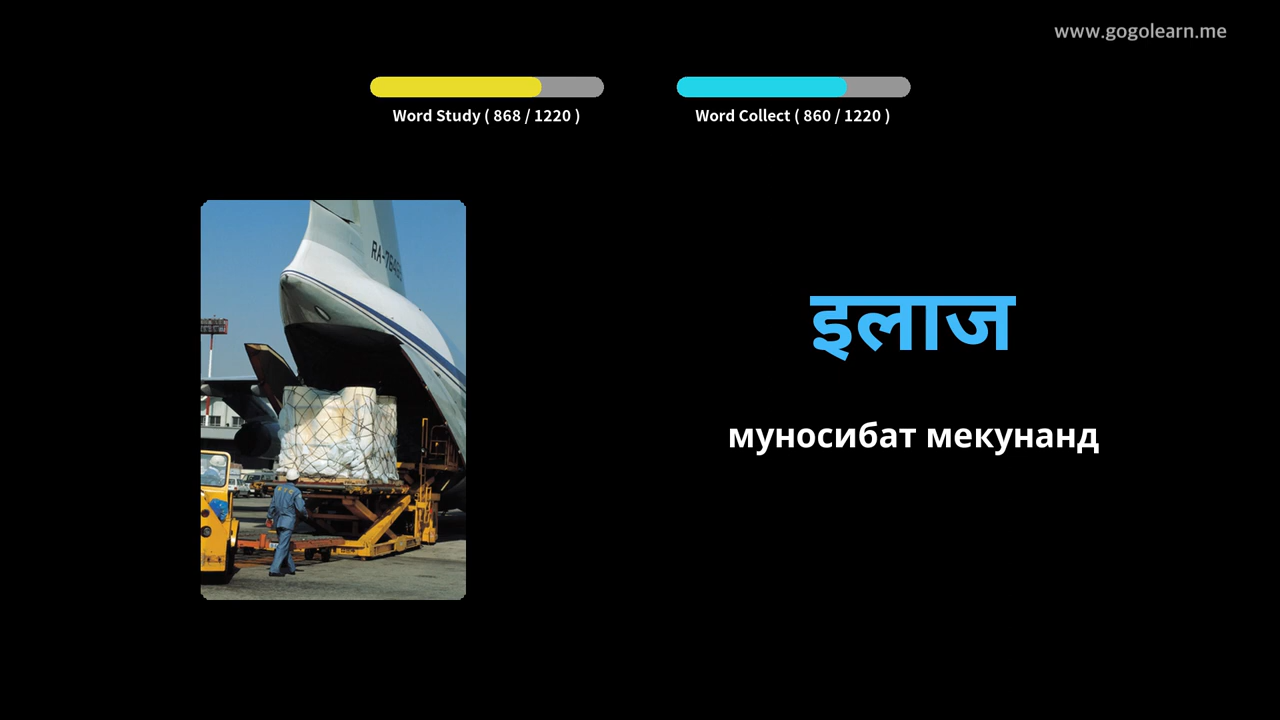 www.gogolearn.me
Word Study ( 868 / 1220 )
Word Collect ( 860 / 1220 )
इलाज
муносибат мекунанд